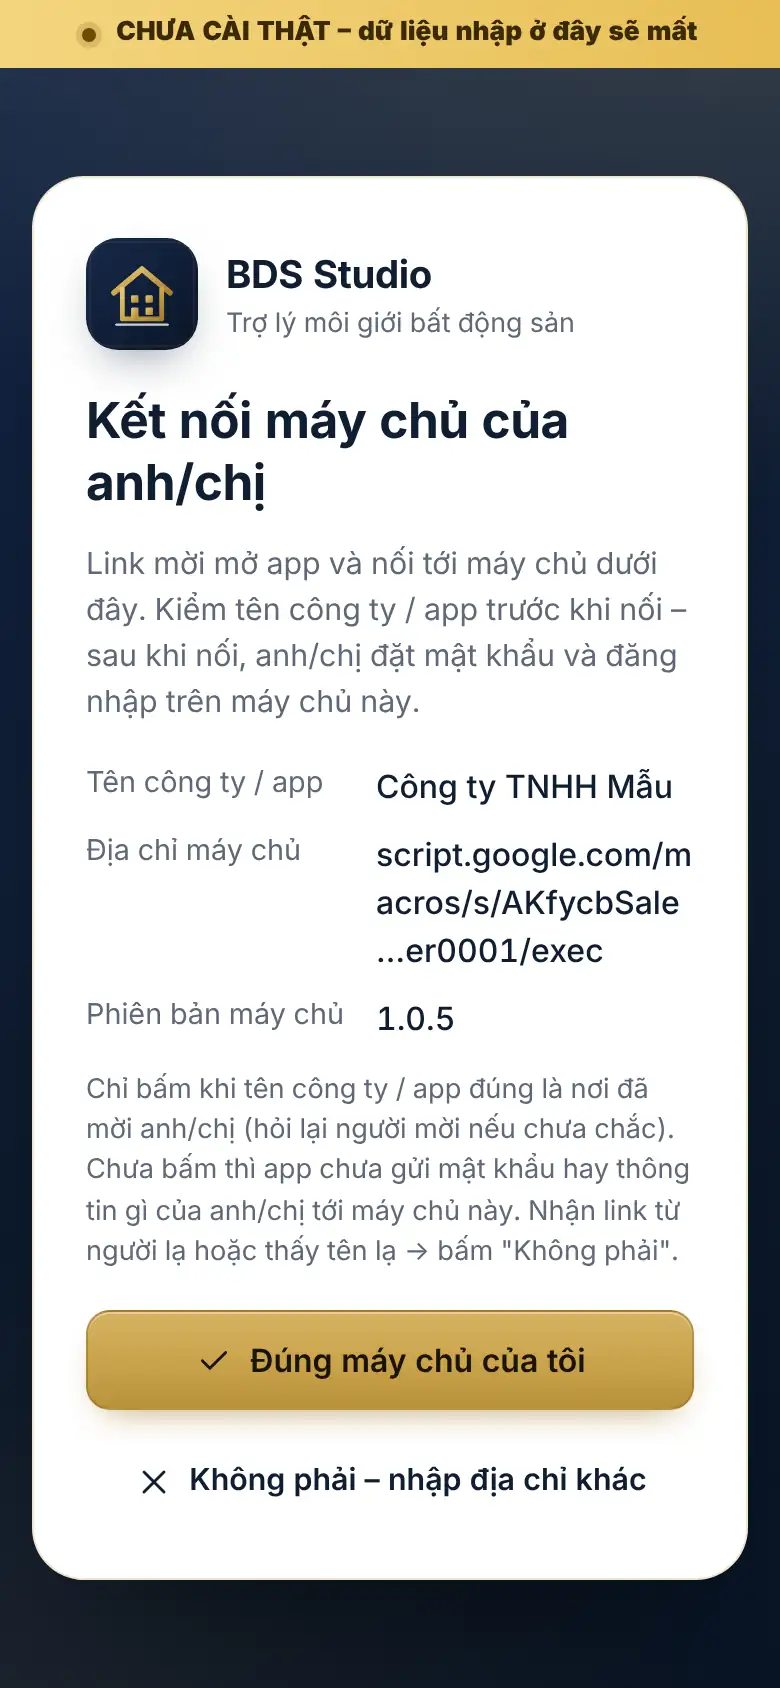 CHƯA CÀI THẬT – dữ liệu nhập ở đây sẽ mất
BDS Studio
Trợ lý môi giới bất động sản
Kết nối máy chủ của
anh/chị
Link mời mở app và nối tới máy chủ dưới
đây. Kiểm tên công ty / app trước khi nối –
sau khi nối, anh/chị đặt mật khẩu và đăng
nhập trên máy chủ này.
Tên công ty / app
Công ty TNHH Mẫu
Địa chỉ máy chủ
script.google.com/m
acros/s/AKfycbSale
...er0001/exec
Phiên bản máy chủ
1.0.5
Chỉ bấm khi tên công ty / app đúng là nơi đã
mời anh/chị (hỏi lại người mời nếu chưa chắc).
Chưa bấm thì app chưa gửi mật khẩu hay thông
tin gì của anh/chị tới máy chủ này. Nhận link từ
người lạ hoặc thấy tên lạ → bấm "Không phải".
Đúng máy chủ của tôi
Không phải – nhập địa chỉ khác